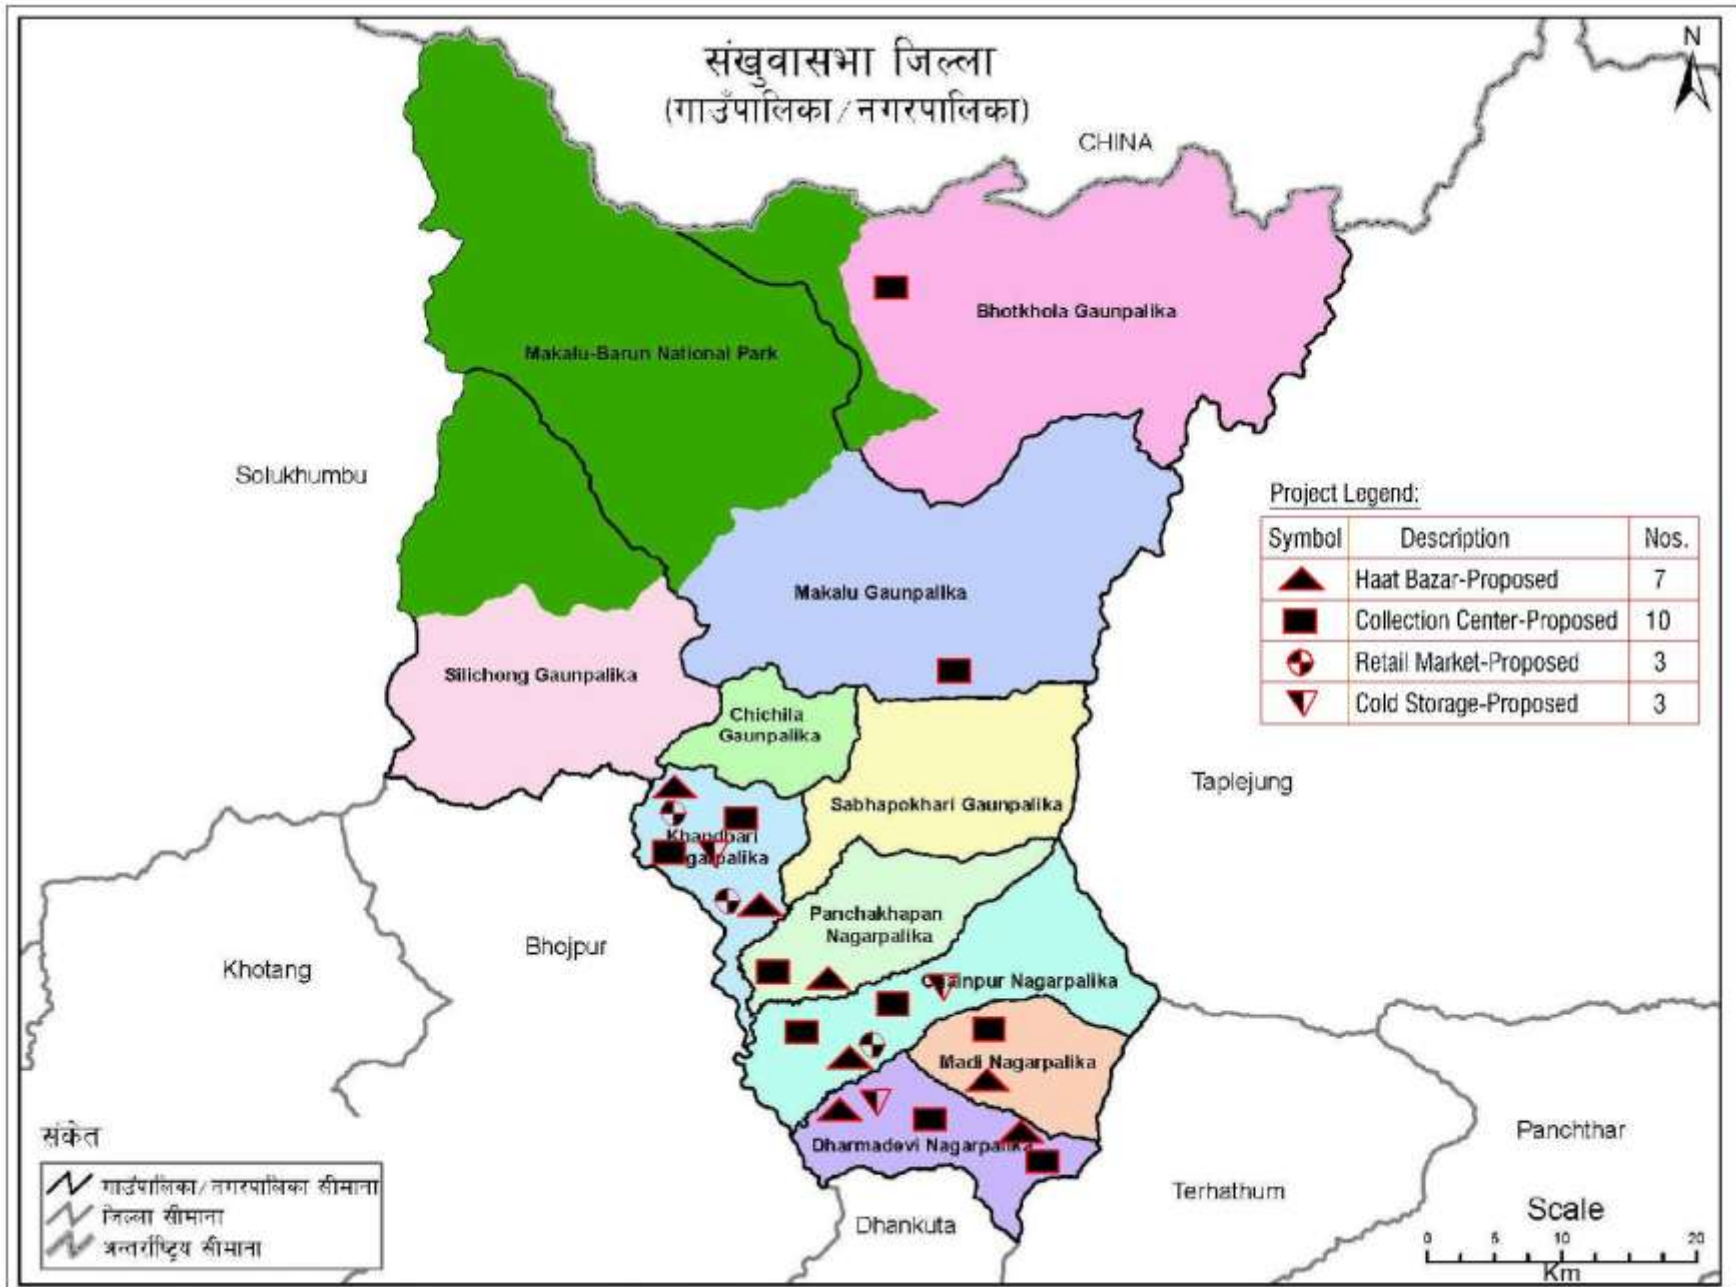 संखुवासभा जिल्ला
(गाउँपालिका/नगरपालिका)
N
CHINA
Bhotkhola Gaunpalika
Makalu-Barun National Park
Solukhumbu
Project Legend:
Symbol Description Nos.
Haat Bazar-Proposed 7
Collection Center-Proposed 10
Retail Market-Proposed 3
Cold Storage-Proposed 3
Makalu Gaunpalika
Silichong Gaunpalika
Chichila
Gaunpalika
Taplejung
Sabhapokhari Gaunpalika
Khandbari
Panchakhapan
Nagarpalika
Bhojpur
Khotang
Nagarpalika
Madi Nagarpalika
Dharmadevi Nagarpalika
Panchthar
Terhathum
Dhankuta
संकेत
गाउँपालिका/नगरपालिका सीमाना
जिल्ला सीमाना
अन्तर्राष्ट्रिय सीमाना
Scale
0 5 10 20
Km